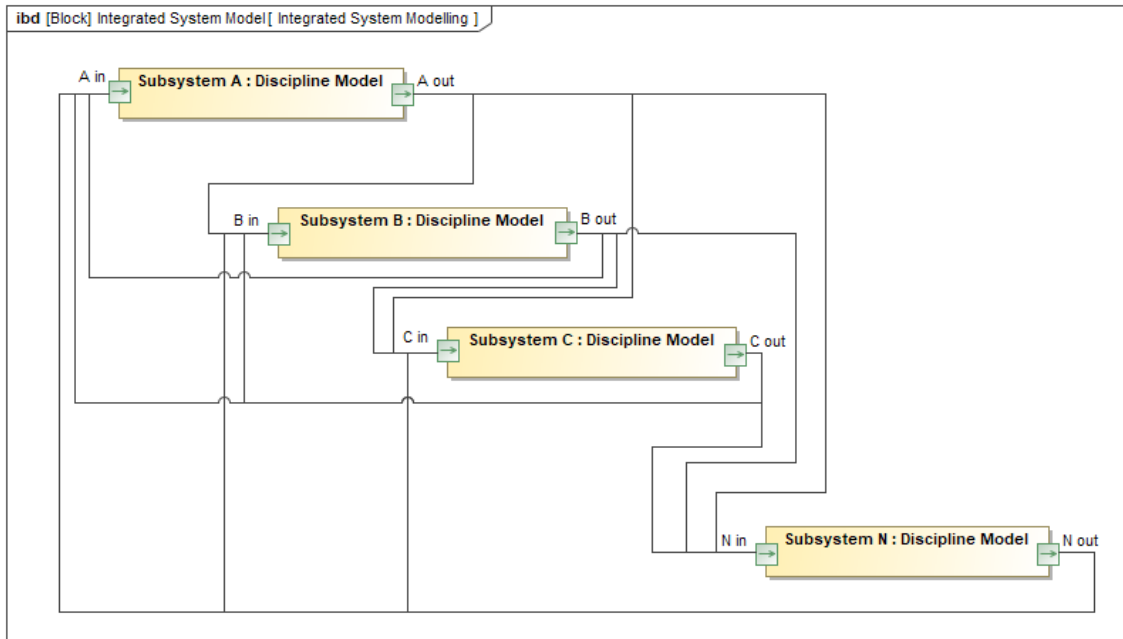 ibd [Block] Integrated System Model[ Integrated System Modelling ]
A in
Subsystem A : Discipline Model
A out
B in
Subsystem B : Discipline Model
B out
C in
Subsystem C : Discipline Model
C out
N in
Subsystem N : Discipline Model
N out